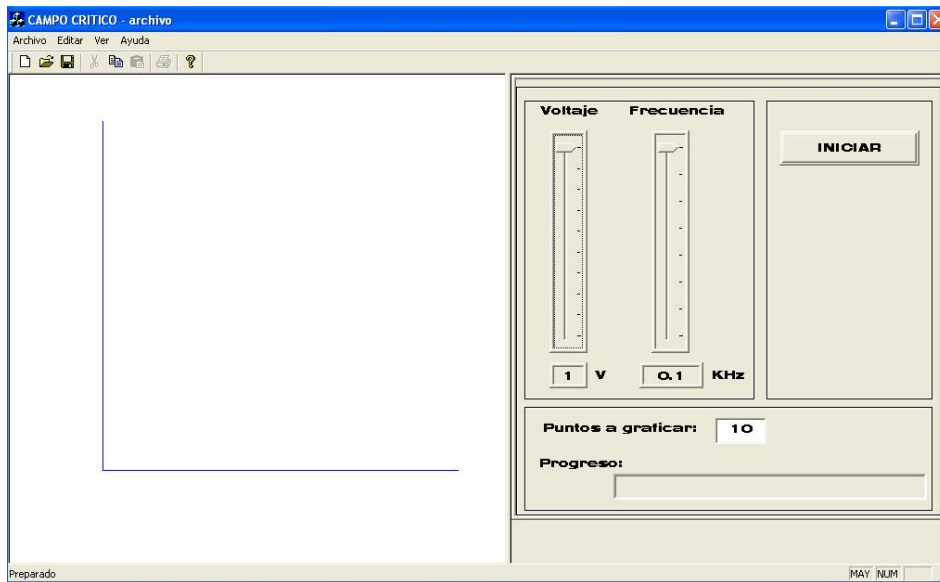 CAMPO CRITICO - archivo
Archivo Editar Ver Ayuda
Voltaje Frecuencia
INICIAR
1 V 0.1 KHz
Puntos a graficar: 10
Progreso:
Preparado MAY NUM